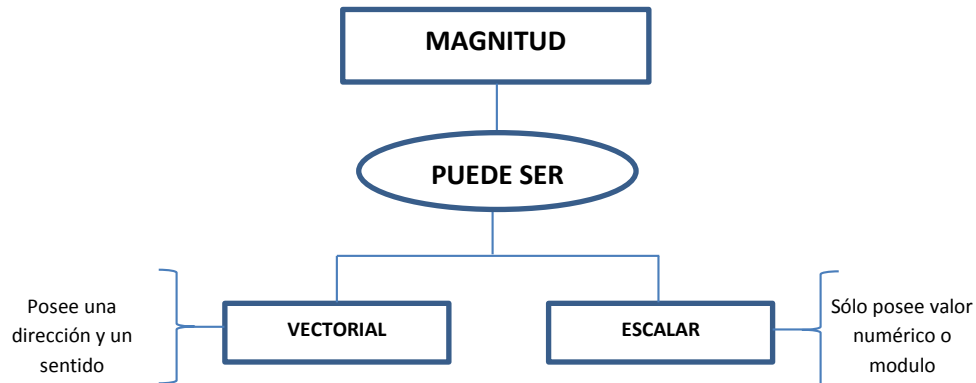 MAGNITUD
PUEDE SER
Posee una
dirección y un
sentido
VECTORIAL
ESCALAR
Sólo posee valor
numérico o
modulo